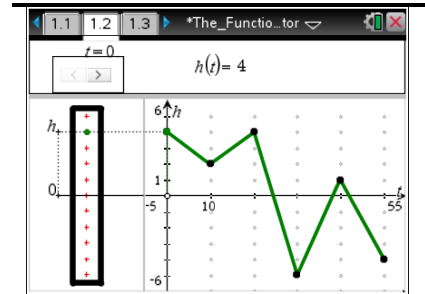 1.1 1.2 1.3 *The_Functio…tor
t=0
h(t)= 4
< >
6 h
h
1
0
-5 10 t 55
-6